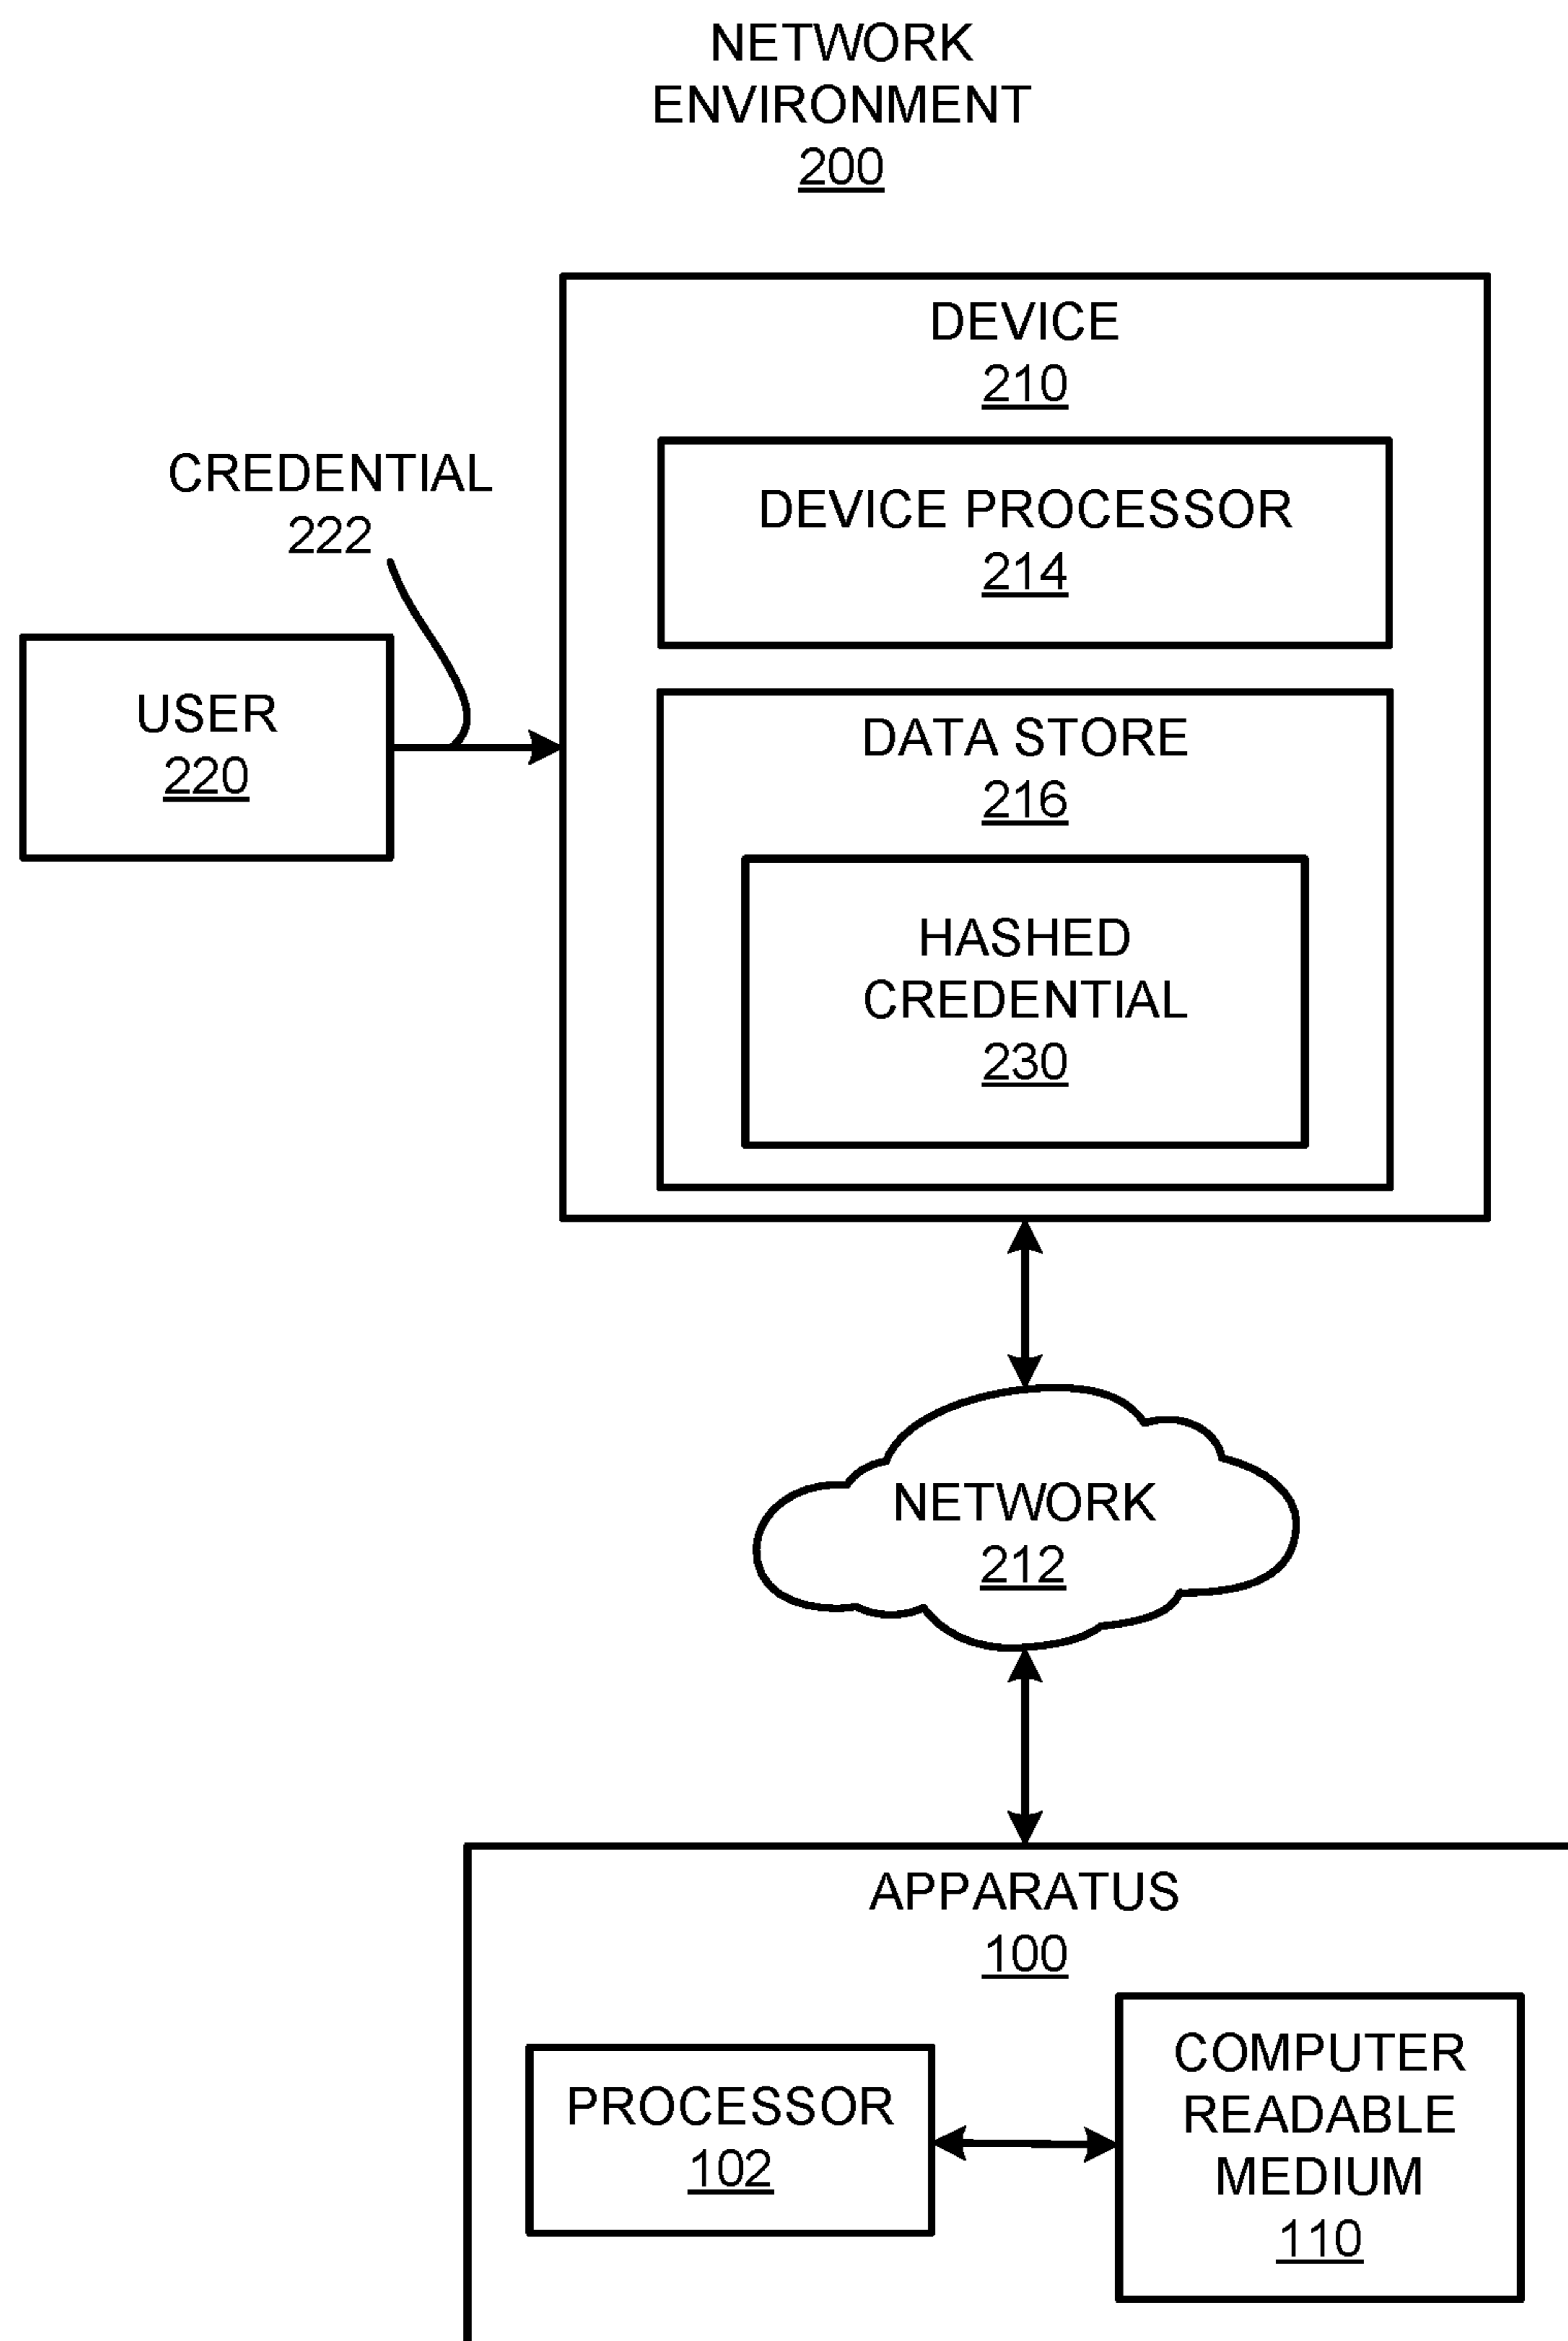 NETWORK
ENVIRONMENT
200
DEVICE
210
CREDENTIAL
222
DEVICE PROCESSOR
214
USER
220
DATA STORE
216
HASHED
CREDENTIAL
230
NETWORK
212
APPARATUS
100
PROCESSOR
102
COMPUTER
READABLE
MEDIUM
110